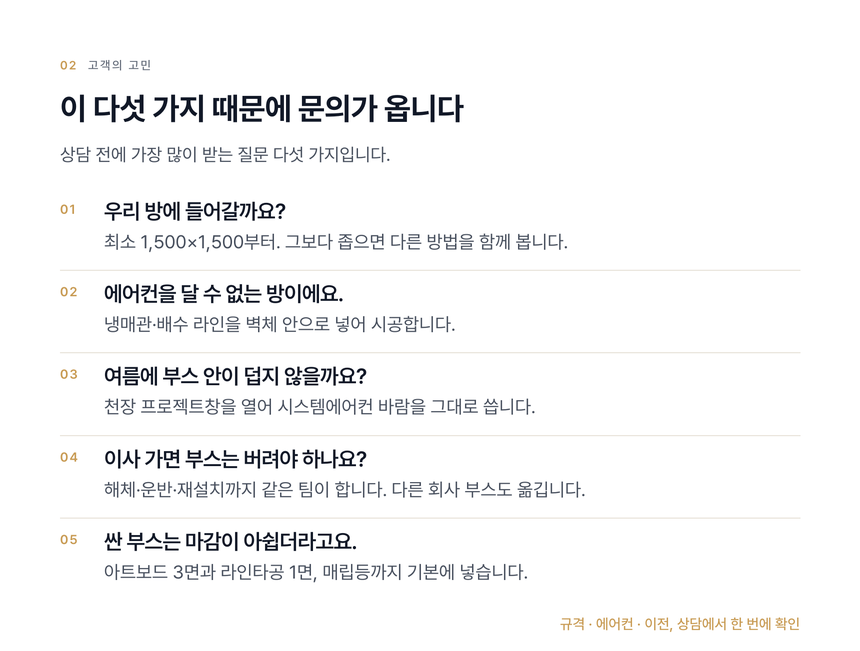 02 고객의 고민
이 다섯 가지 때문에 문의가 옵니다
상담 전에 가장 많이 받는 질문 다섯 가지입니다.
01 우리 방에 들어갈까요?
최소 1,500×1,500부터. 그보다 좁으면 다른 방법을 함께 봅니다.
02 에어컨을 달 수 없는 방이에요.
냉매관·배수 라인을 벽체 안으로 넣어 시공합니다.
03 여름에 부스 안이 덥지 않을까요?
천장 프로젝트창을 열어 시스템에어컨 바람을 그대로 씁니다.
04 이사 가면 부스는 버려야 하나요?
해체·운반·재설치까지 같은 팀이 합니다. 다른 회사 부스도 옮깁니다.
05 싼 부스는 마감이 아쉽더라고요.
아트보드 3면과 라인타공 1면, 매립등까지 기본에 넣습니다.
규격 · 에어컨 · 이전, 상담에서 한 번에 확인